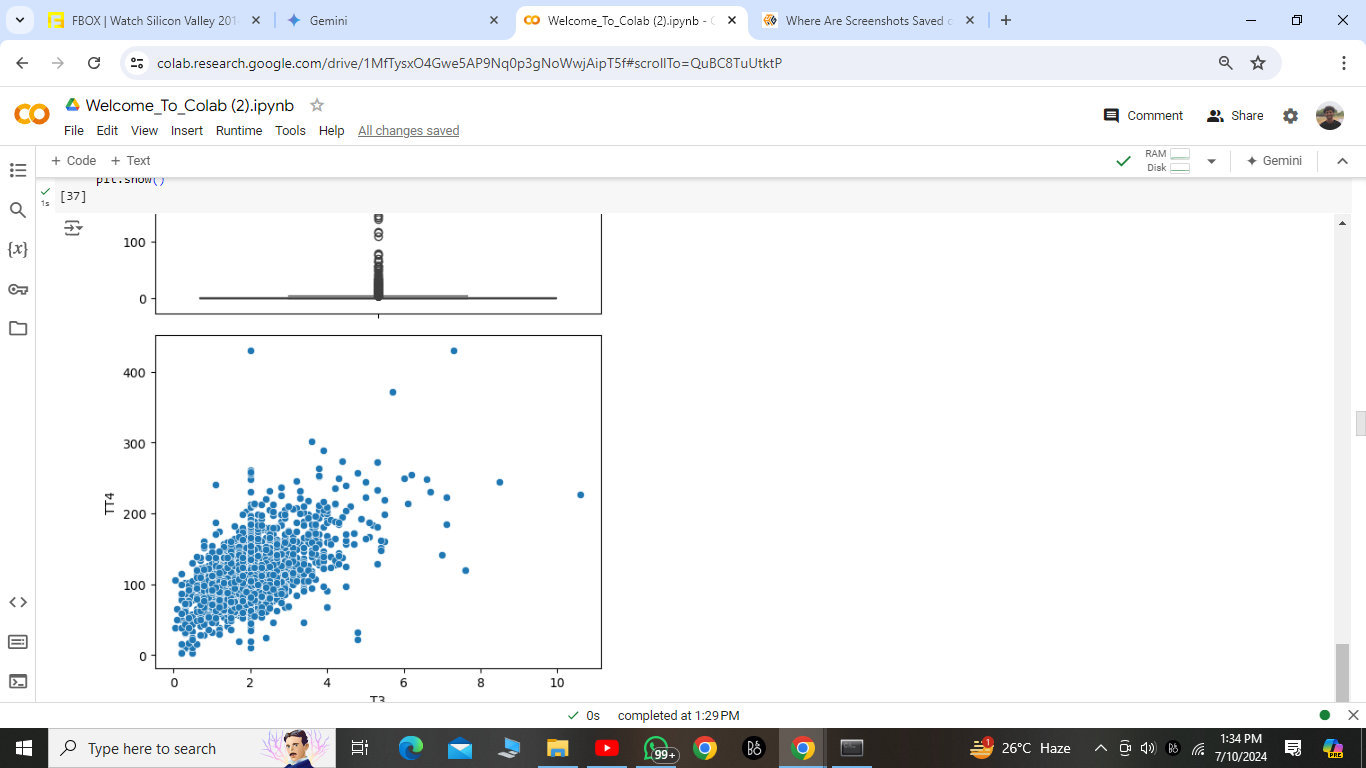 FBOX | Watch Silicon Valley 201
Gemini
Welcome_To_Colab (2).ipynb - C
Where Are Screenshots Saved o
colab.research.google.com/drive/1MfTysxO4Gwe5AP9Nq0p3gNoWwjAipT5f#scrollTo=QuBC8TuUtktP
Welcome_To_Colab (2).ipynb
File Edit View Insert Runtime Tools Help All changes saved
Comment
Share
+ Code + Text
RAM
Disk
Gemini
plt.show()
[37]
1s
{x}
100
0
400
300
200
100
0
TT4
0 2 4 6 8 10
T3
0s completed at 1:29 PM
Type here to search
99+
1
26°C Haze
PRE
1:34 PM
7/10/2024